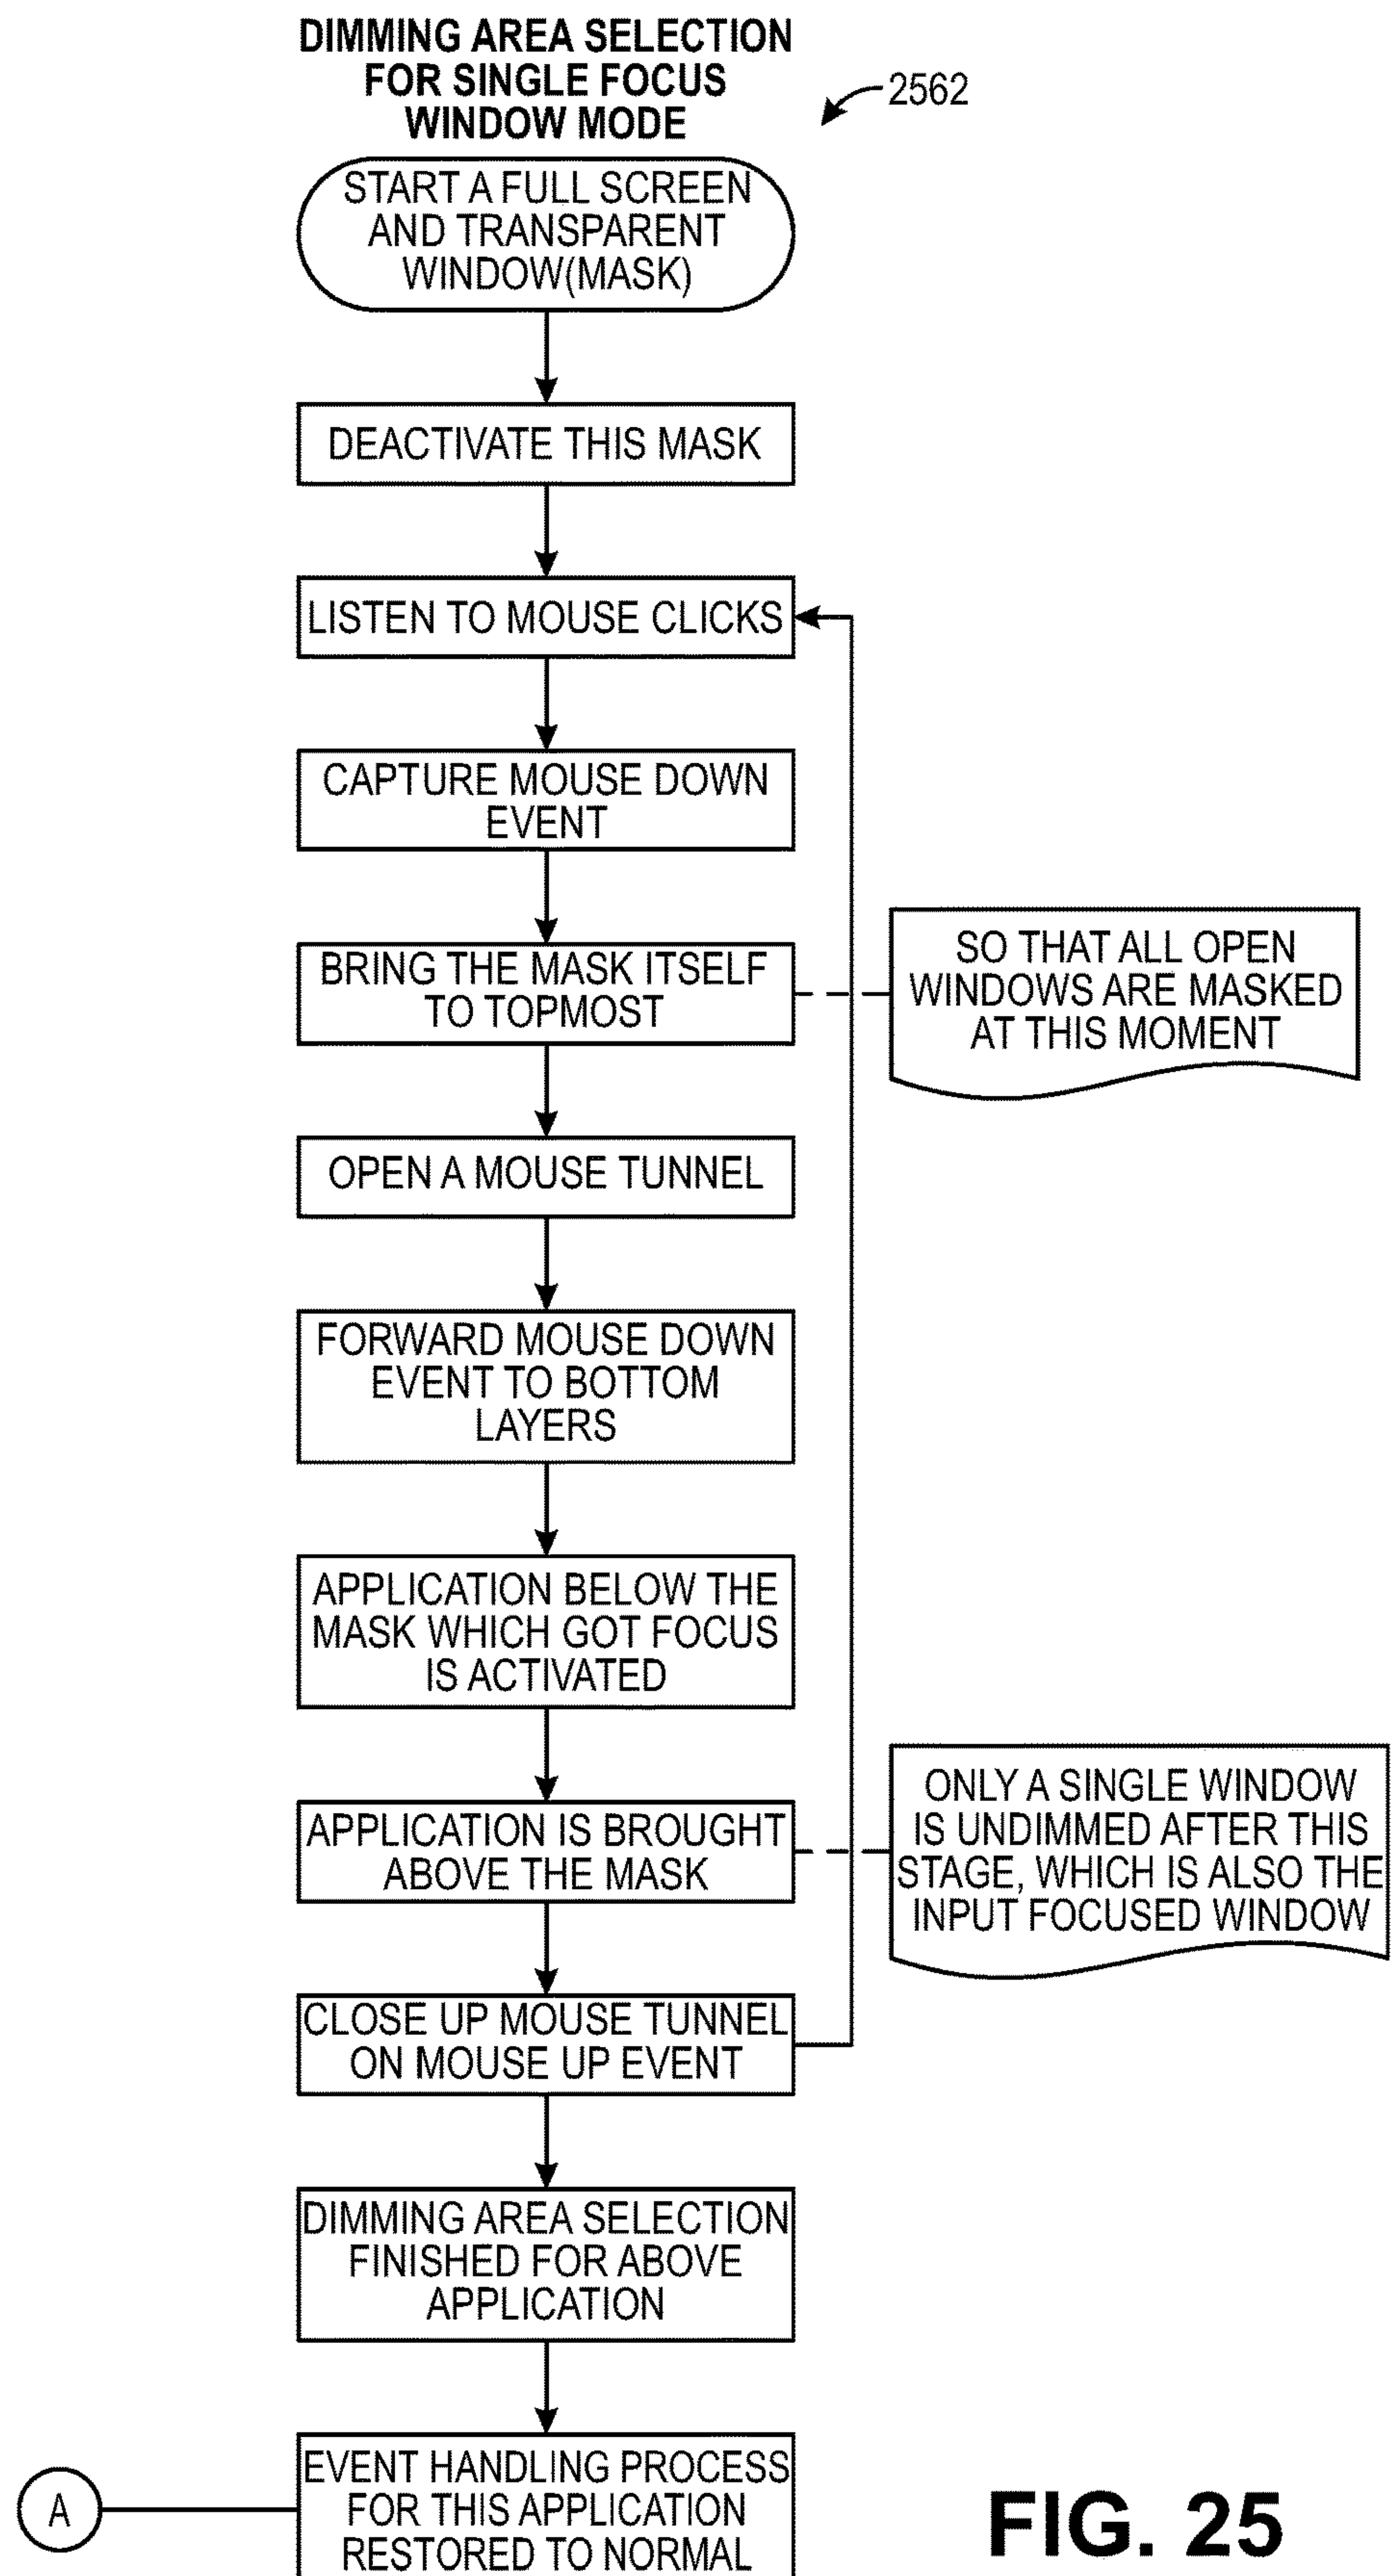 DIMMING AREA SELECTION
FOR SINGLE FOCUS
WINDOW MODE
2562
START A FULL SCREEN
AND TRANSPARENT
WINDOW(MASK)
DEACTIVATE THIS MASK
LISTEN TO MOUSE CLICKS
CAPTURE MOUSE DOWN
EVENT
BRING THE MASK ITSELF
TO TOPMOST
SO THAT ALL OPEN
WINDOWS ARE MASKED
AT THIS MOMENT
OPEN A MOUSE TUNNEL
FORWARD MOUSE DOWN
EVENT TO BOTTOM
LAYERS
APPLICATION BELOW THE
MASK WHICH GOT FOCUS
IS ACTIVATED
APPLICATION IS BROUGHT
ABOVE THE MASK
ONLY A SINGLE WINDOW
IS UNDIMMED AFTER THIS
STAGE, WHICH IS ALSO THE
INPUT FOCUSED WINDOW
CLOSE UP MOUSE TUNNEL
ON MOUSE UP EVENT
DIMMING AREA SELECTION
FINISHED FOR ABOVE
APPLICATION
A
EVENT HANDLING PROCESS
FOR THIS APPLICATION
RESTORED TO NORMAL
FIG. 25